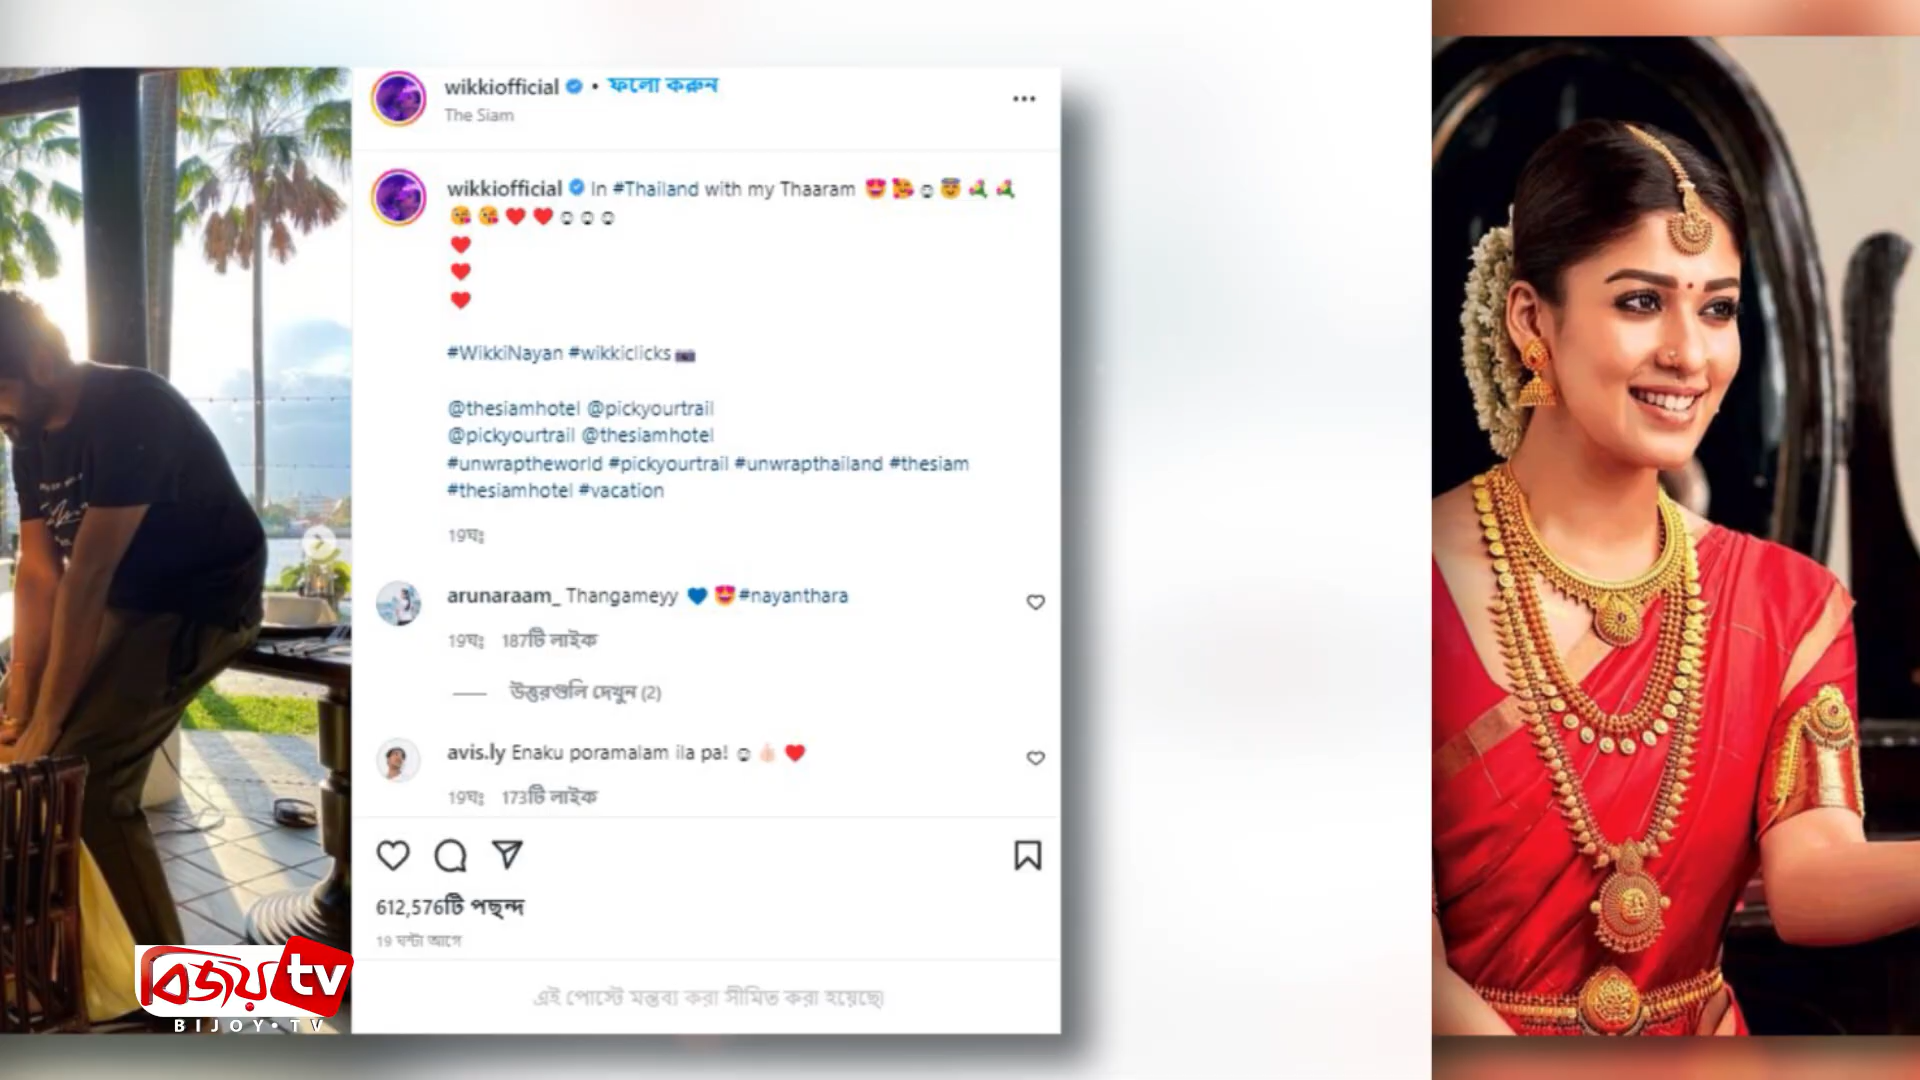 wikkiofficial • ফলো করুন
The Siam
wikkiofficial In #Thailand with my Thaaram 😍🥰☺😇💐💐
😘😘❤️❤️☺☺☺
❤️
❤️
❤️
#WikkiNayan #wikkiclicks📷
@thesiamhotel @pickyourtrail
@pickyourtrail @thesiamhotel
#unwraptheworld #pickyourtrail #unwrapthailand #thesiam
#thesiamhotel #vacation
19ঘঃ
arunaraam_ Thangameyy 💙😍#nayanthara
19ঘঃ 187টি লাইক
উত্তরগুলি দেখুন (2)
avis.ly Enaku poramalam ila pa! ☺👍🏻❤️
19ঘঃ 173টি লাইক
612,576টি পছন্দ
19 ঘন্টা আগে
এই পোস্টে মন্তব্য করা সীমিত করা হয়েছে
বিজয় tv
BIJOY•TV